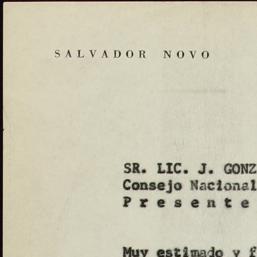 SALVADOR NOVO
SR. LIC. J. GONZ
Consejo Nacional
Presente
Muy estimado y f